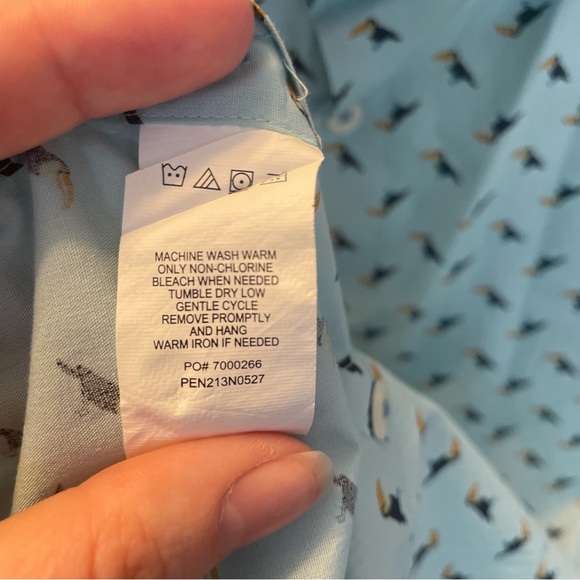 MACHINE WASH WARM
ONLY NON-CHLORINE
BLEACH WHEN NEEDED
TUMBLE DRY LOW
GENTLE CYCLE
REMOVE PROMPTLY
AND HANG
WARM IRON IF NEEDED
PO# 7000266
PEN213N0527